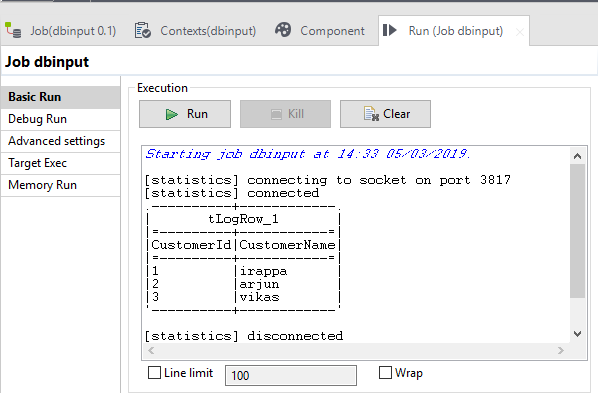 Job(dbinput 0.1) Contexts(dbinput) Component Run (Job dbinput)
Job dbinput
Basic Run
Debug Run
Advanced settings
Target Exec
Memory Run
Execution
Run Kill Clear
Starting job dbinput at 14:33 05/03/2019.
[statistics] connecting to socket on port 3817
[statistics] connected
.----------+------------.
|      tLogRow_1        |
|=---------+-----------=|
|CustomerId|CustomerName|
|=---------+-----------=|
|1         |irappa      |
|2         |arjun       |
|3         |vikas       |
'----------+------------'
[statistics] disconnected
Line limit 100 Wrap